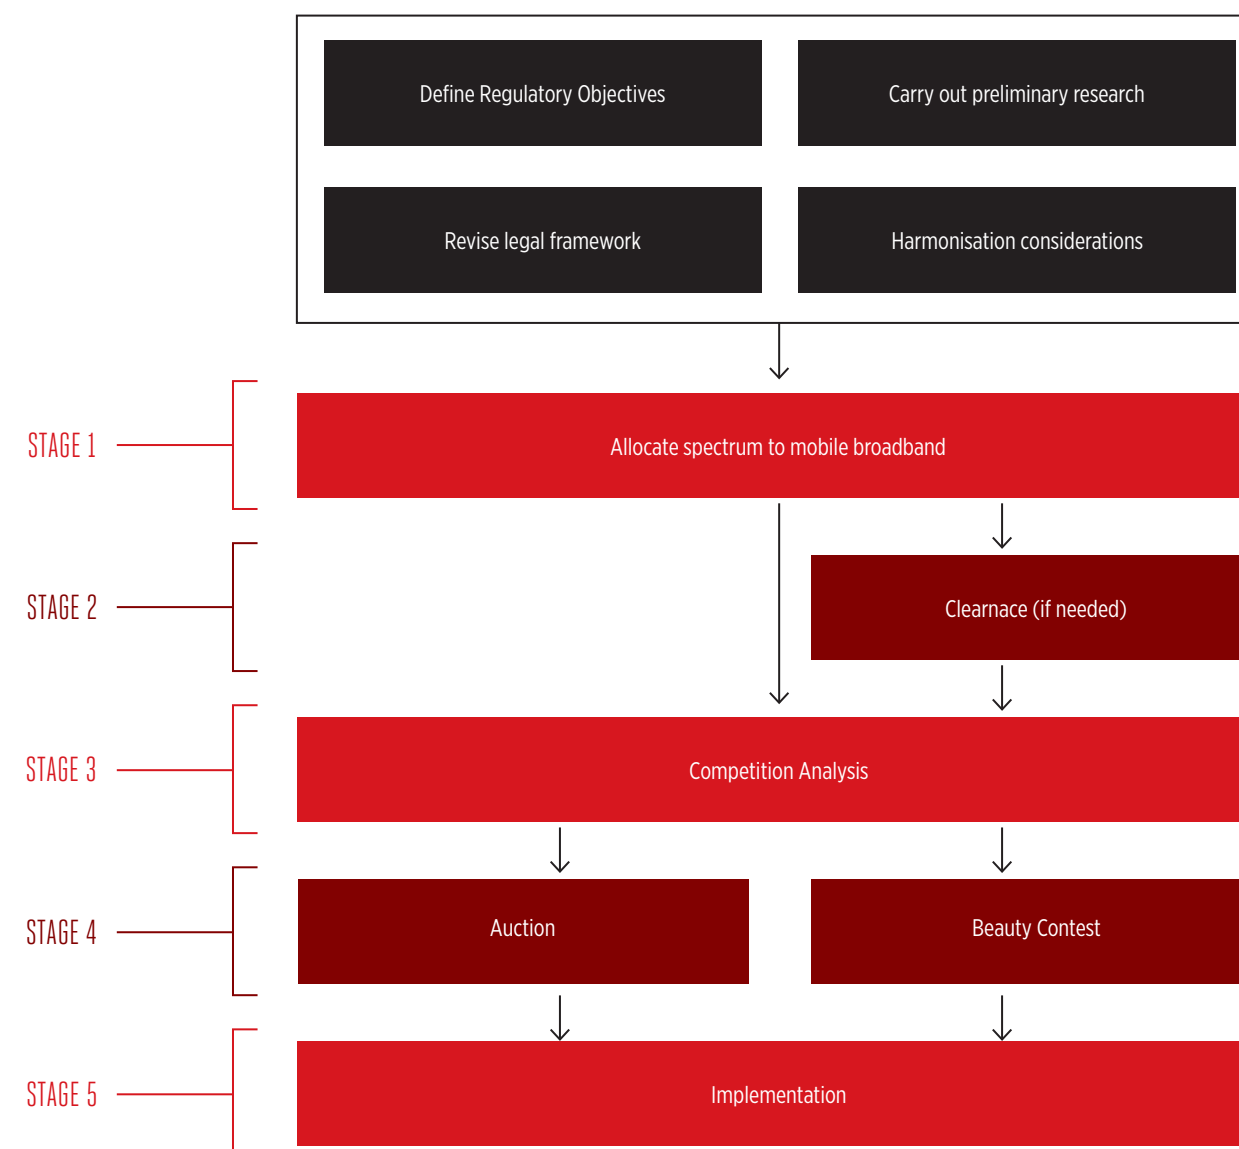 Define Regulatory Objectives
Carry out preliminary research
Revise legal framework
Harmonisation considerations
STAGE 1
Allocate spectrum to mobile broadband
STAGE 2
Clearnace (if needed)
STAGE 3
Competition Analysis
STAGE 4
Auction
Beauty Contest
STAGE 5
Implementation